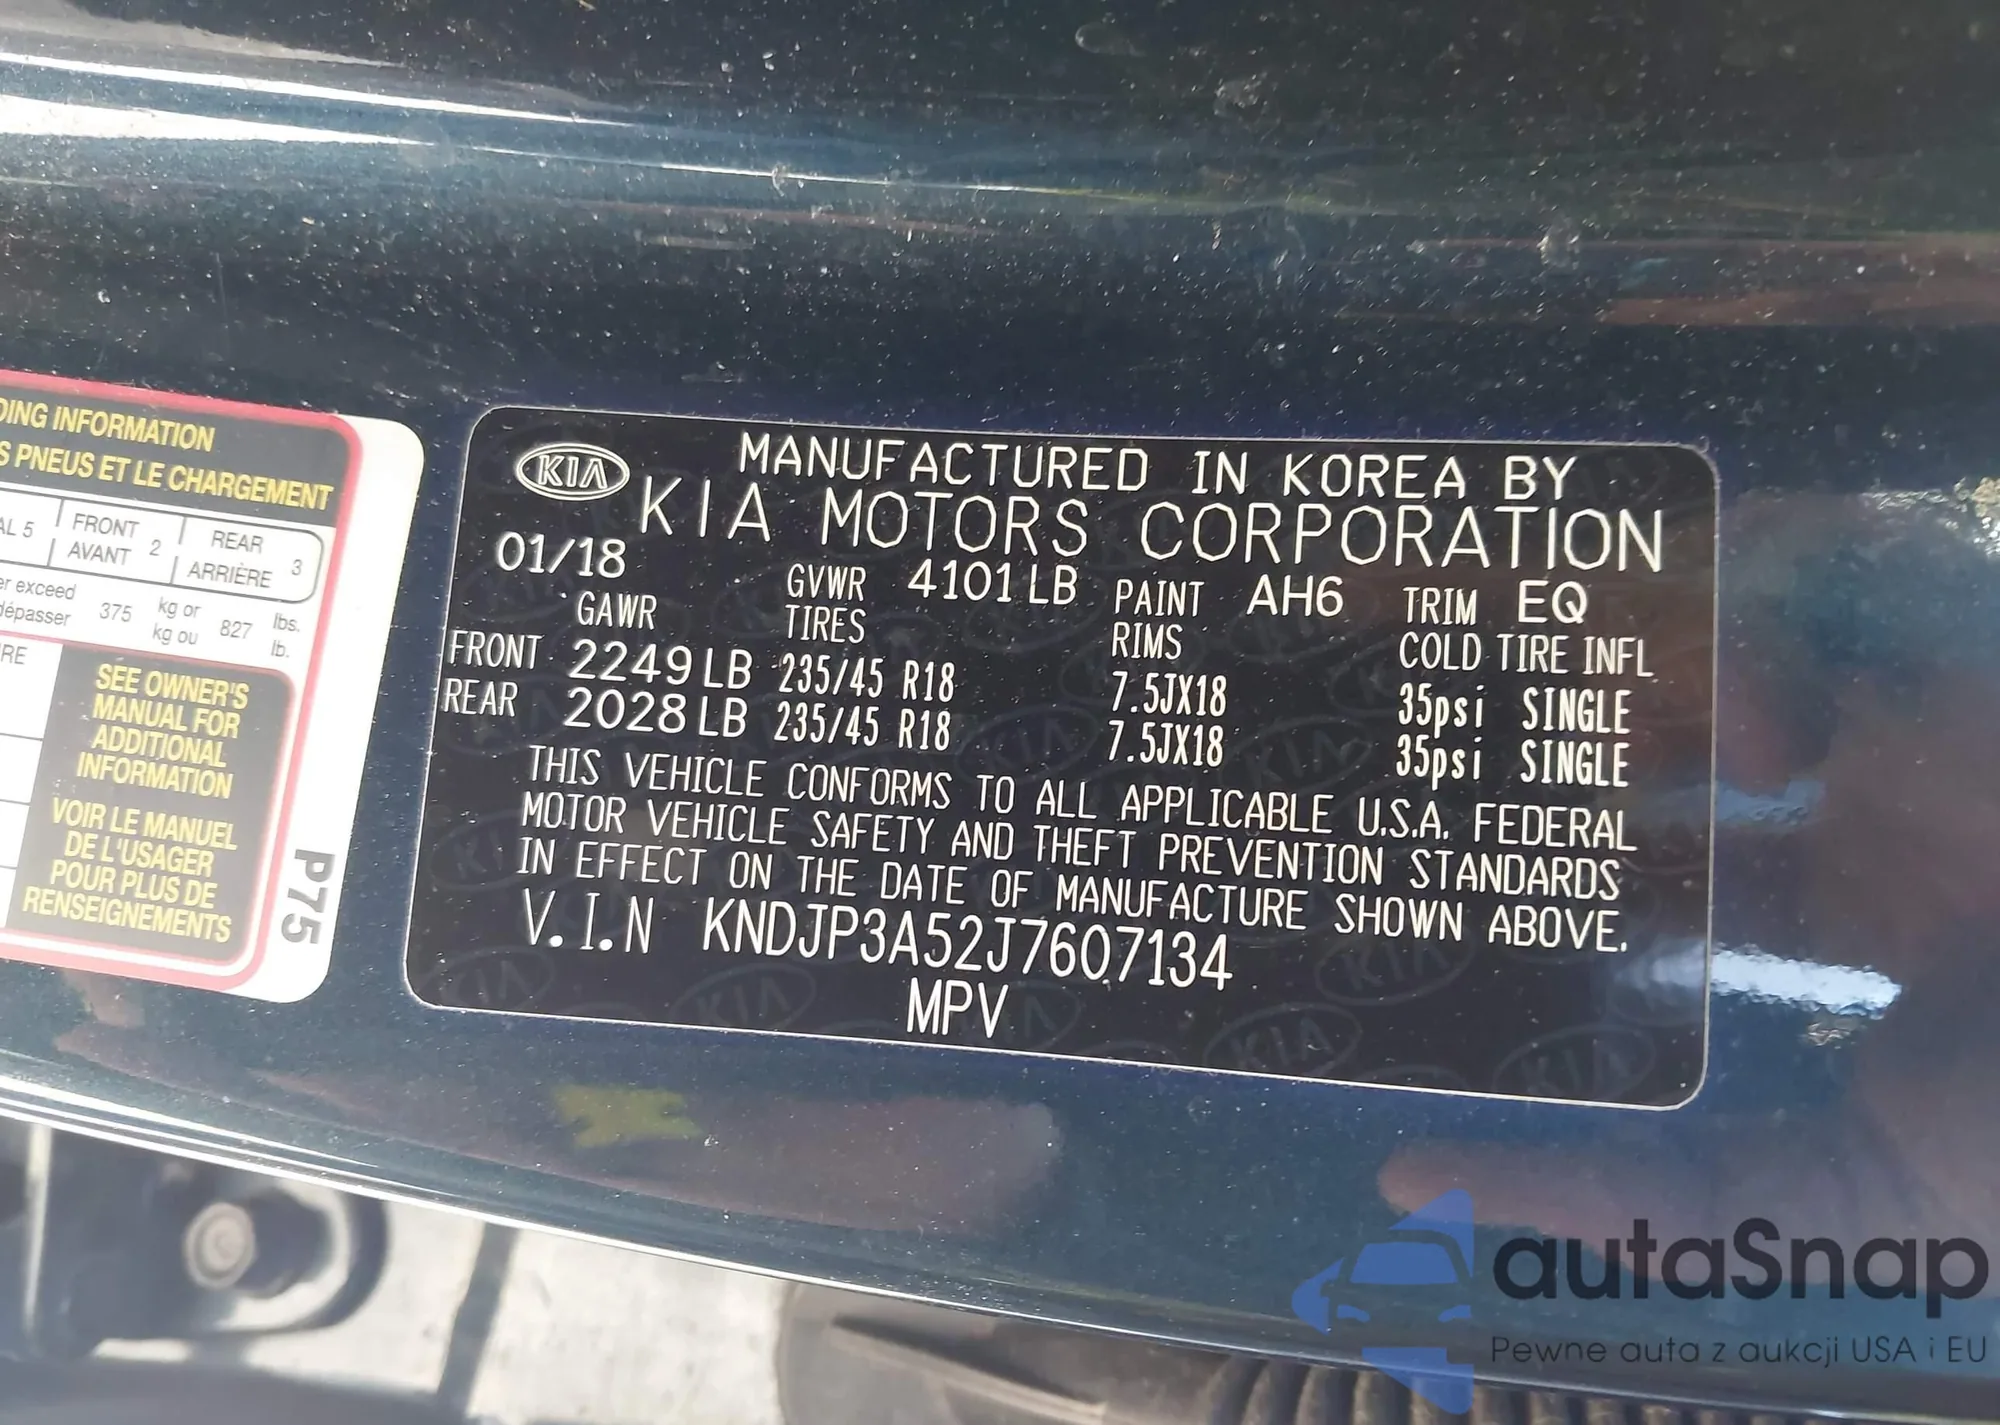 DING INFORMATION
S PNEUS ET LE CHARGEMENT
AL 5 FRONT AVANT 2 REAR ARRIÈRE 3
er exceed
dépasser 375 kg or kg ou 827 lbs. lb.
RE
SEE OWNER'S
MANUAL FOR
ADDITIONAL
INFORMATION
VOIR LE MANUEL
DE L'USAGER
POUR PLUS DE
RENSEIGNEMENTS
P75
KIA
MANUFACTURED IN KOREA BY
KIA MOTORS CORPORATION
01/18 GVWR 4101 LB PAINT AH6 TRIM EQ
GAWR TIRES RIMS COLD TIRE INFL
FRONT 2249 LB 235/45 R18 7.5JX18 35psi SINGLE
REAR 2028 LB 235/45 R18 7.5JX18 35psi SINGLE
THIS VEHICLE CONFORMS TO ALL APPLICABLE U.S.A. FEDERAL
MOTOR VEHICLE SAFETY AND THEFT PREVENTION STANDARDS
IN EFFECT ON THE DATE OF MANUFACTURE SHOWN ABOVE.
V.I.N KNDJP3A52J7607134
MPV
autaSnap
Pewne auta z aukcji USA i EU